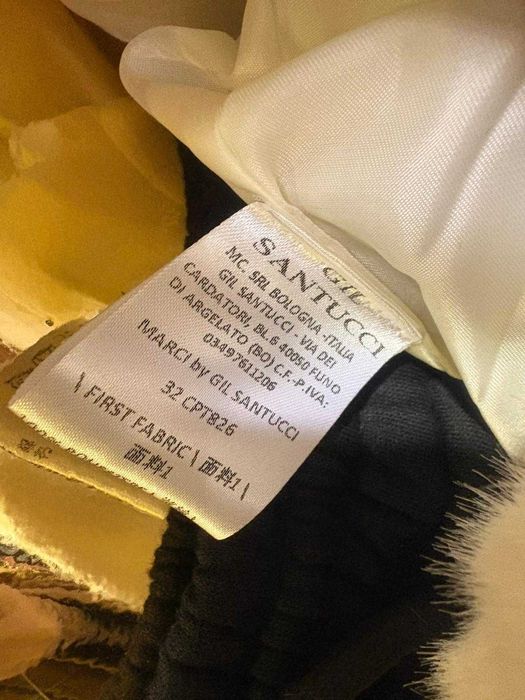 GIL
SANTUCCI
MC. SRL BOLOGNA -ITALIA
GIL SANTUCCI - VIA DEI
CARDATORI, BL.6 40050 FUNO
DI ARGELATO (BO) C.F.-P.IVA:
03497611206
MARCI by GIL SANTUCCI
32 CPT826
\ FIRST FABRIC \ 面料1 \
面料1